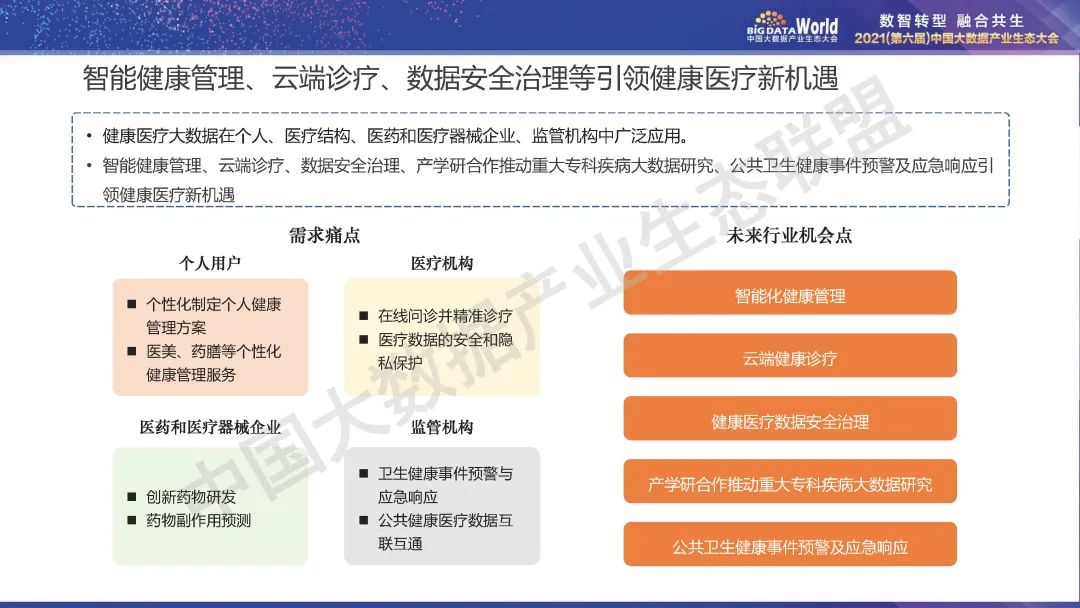 BIG DATA World
中国大数据产业生态大会
数智转型 融合共生
2021(第六届)中国大数据产业生态大会
智能健康管理、云端诊疗、数据安全治理等引领健康医疗新机遇
• 健康医疗大数据在个人、医疗结构、医药和医疗器械企业、监管机构中广泛应用。
• 智能健康管理、云端诊疗、数据安全治理、产学研合作推动重大专科疾病大数据研究、公共卫生健康事件预警及应急响应引
领健康医疗新机遇
需求痛点
个人用户
■ 个性化制定个人健康
管理方案
■ 医美、药膳等个性化
健康管理服务
医疗机构
■ 在线问诊并精准诊疗
■ 医疗数据的安全和隐
私保护
医药和医疗器械企业
■ 创新药物研发
■ 药物副作用预测
监管机构
■ 卫生健康事件预警与
应急响应
■ 公共健康医疗数据互
联互通
未来行业机会点
智能化健康管理
云端健康诊疗
健康医疗数据安全治理
产学研合作推动重大专科疾病大数据研究
公共卫生健康事件预警及应急响应
中国大数据产业生态联盟